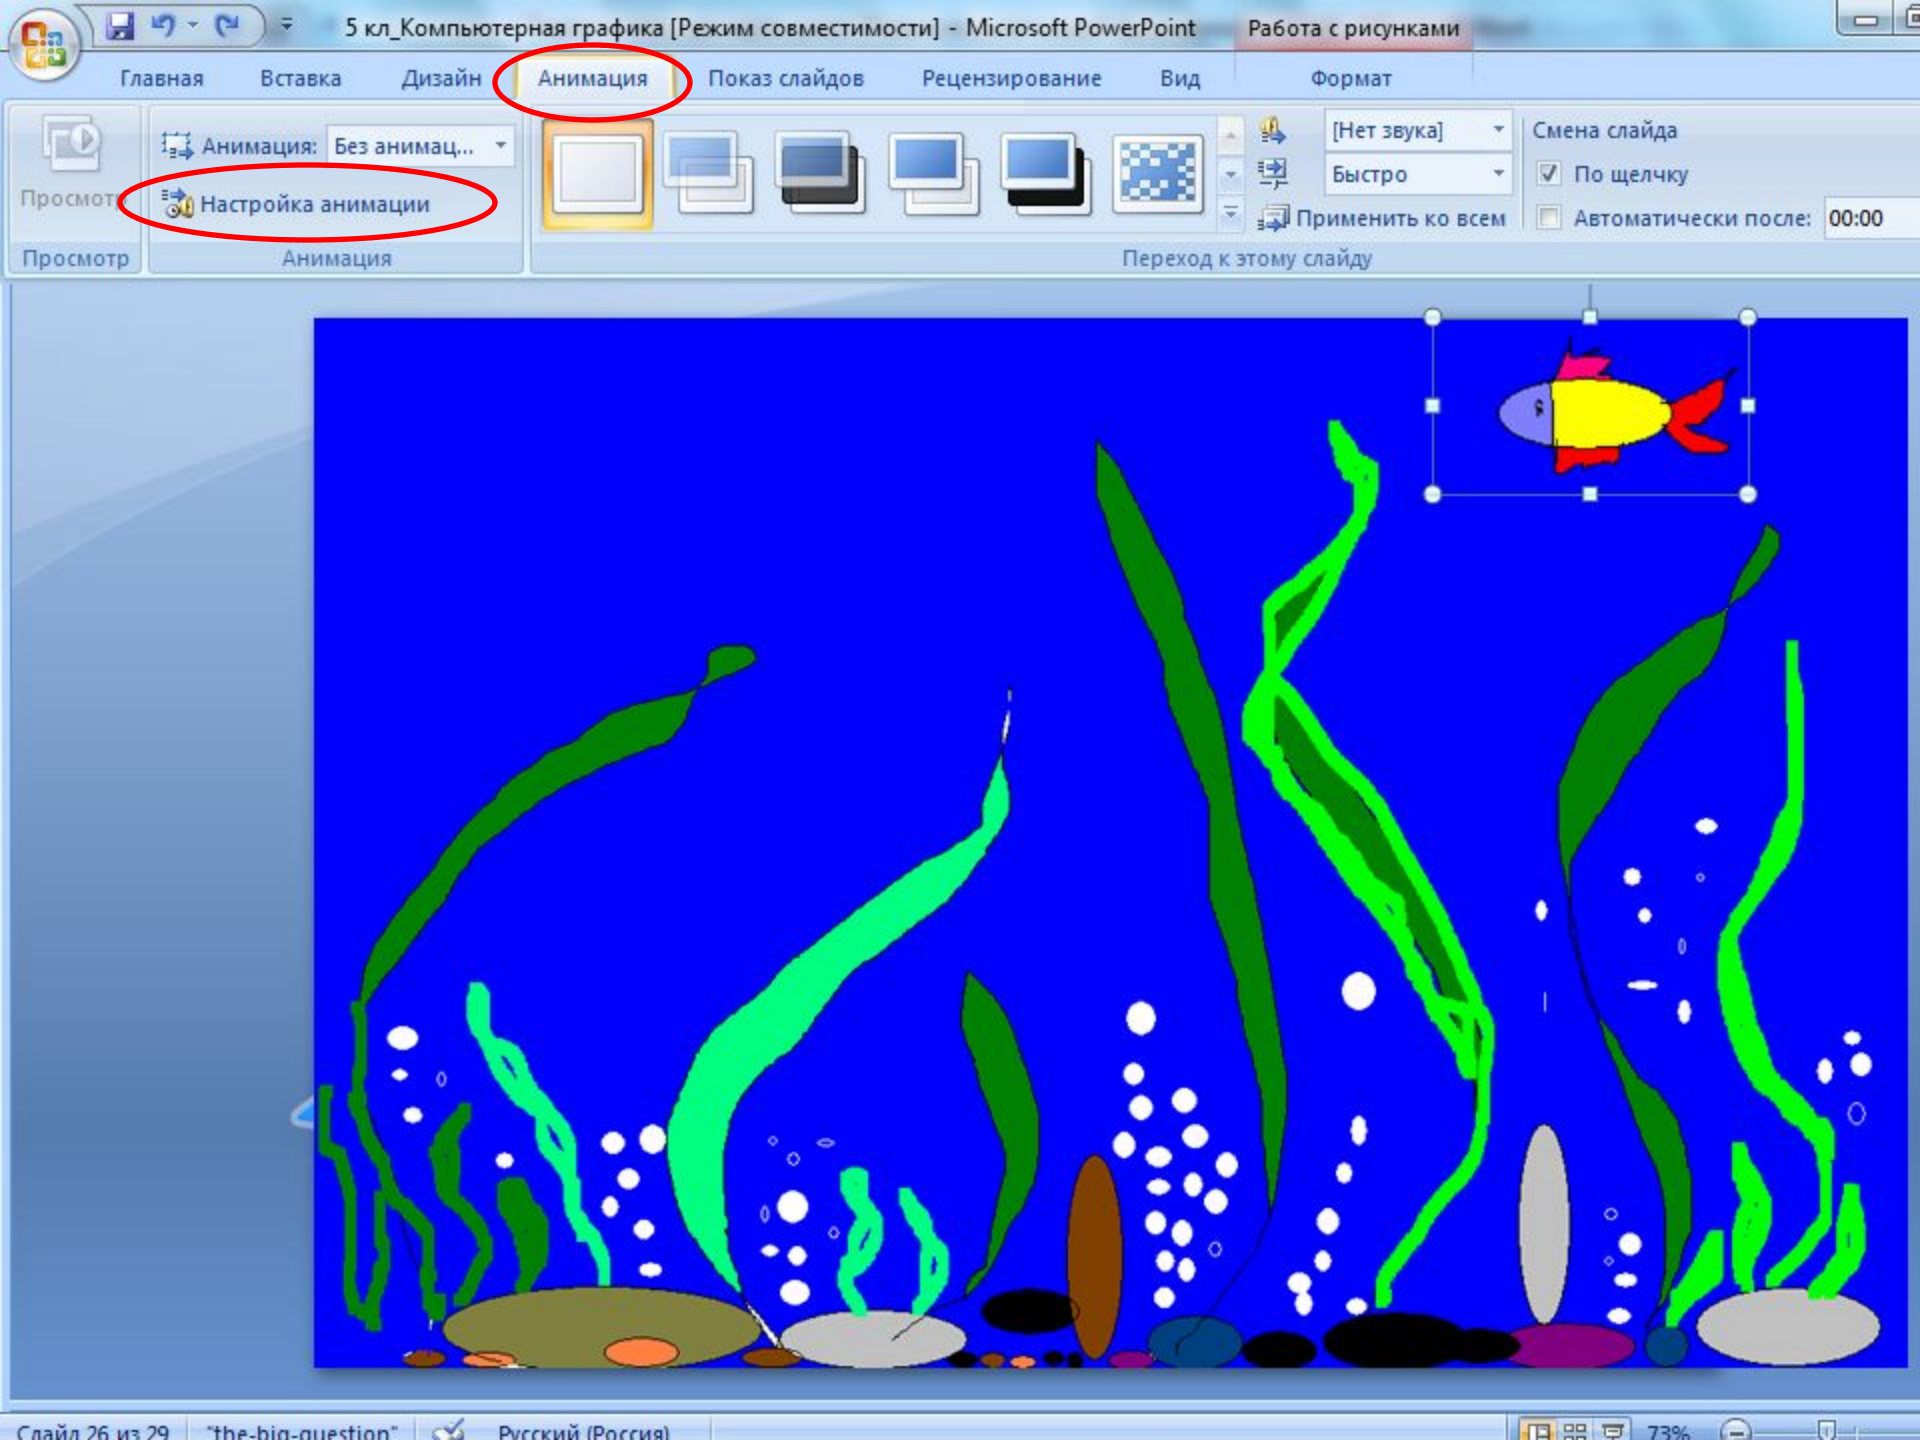 5 кл_Компьютерная графика [Режим совместимости] - Microsoft PowerPoint
Работа с рисунками
Главная Вставка Дизайн Анимация Показ слайдов Рецензирование Вид Формат
Анимация: Без анимац...
[Нет звука]
Смена слайда
Просмотр
Настройка анимации
Быстро
По щелчку
Применить ко всем
Автоматически после: 00:00
Просмотр Анимация Переход к этому слайду
Слайд 26 из 29 "the-big-question" Русский (Россия) 73%